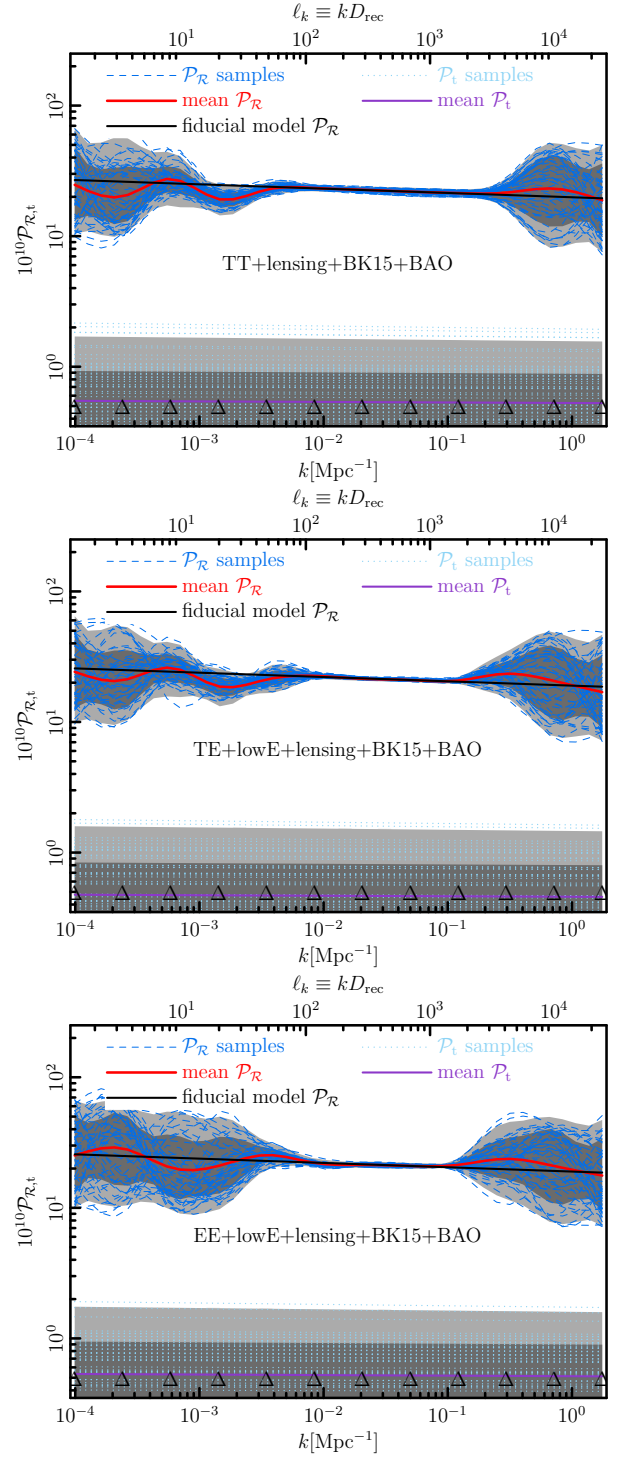 ℓ_k ≡ kD_rec
10^1 10^2 10^3 10^4
P_R samples P_t samples
mean P_R mean P_t
fiducial model P_R
10^2
10^1
10^0
10^10 P_R,t
TT+lensing+BK15+BAO
10^−4 10^−3 10^−2 10^−1 10^0
k[Mpc^−1]
ℓ_k ≡ kD_rec
10^1 10^2 10^3 10^4
P_R samples P_t samples
mean P_R mean P_t
fiducial model P_R
10^2
10^1
10^0
10^10 P_R,t
TE+lowE+lensing+BK15+BAO
10^−4 10^−3 10^−2 10^−1 10^0
k[Mpc^−1]
ℓ_k ≡ kD_rec
10^1 10^2 10^3 10^4
P_R samples P_t samples
mean P_R mean P_t
fiducial model P_R
10^2
10^1
10^0
10^10 P_R,t
EE+lowE+lensing+BK15+BAO
10^−4 10^−3 10^−2 10^−1 10^0
k[Mpc^−1]